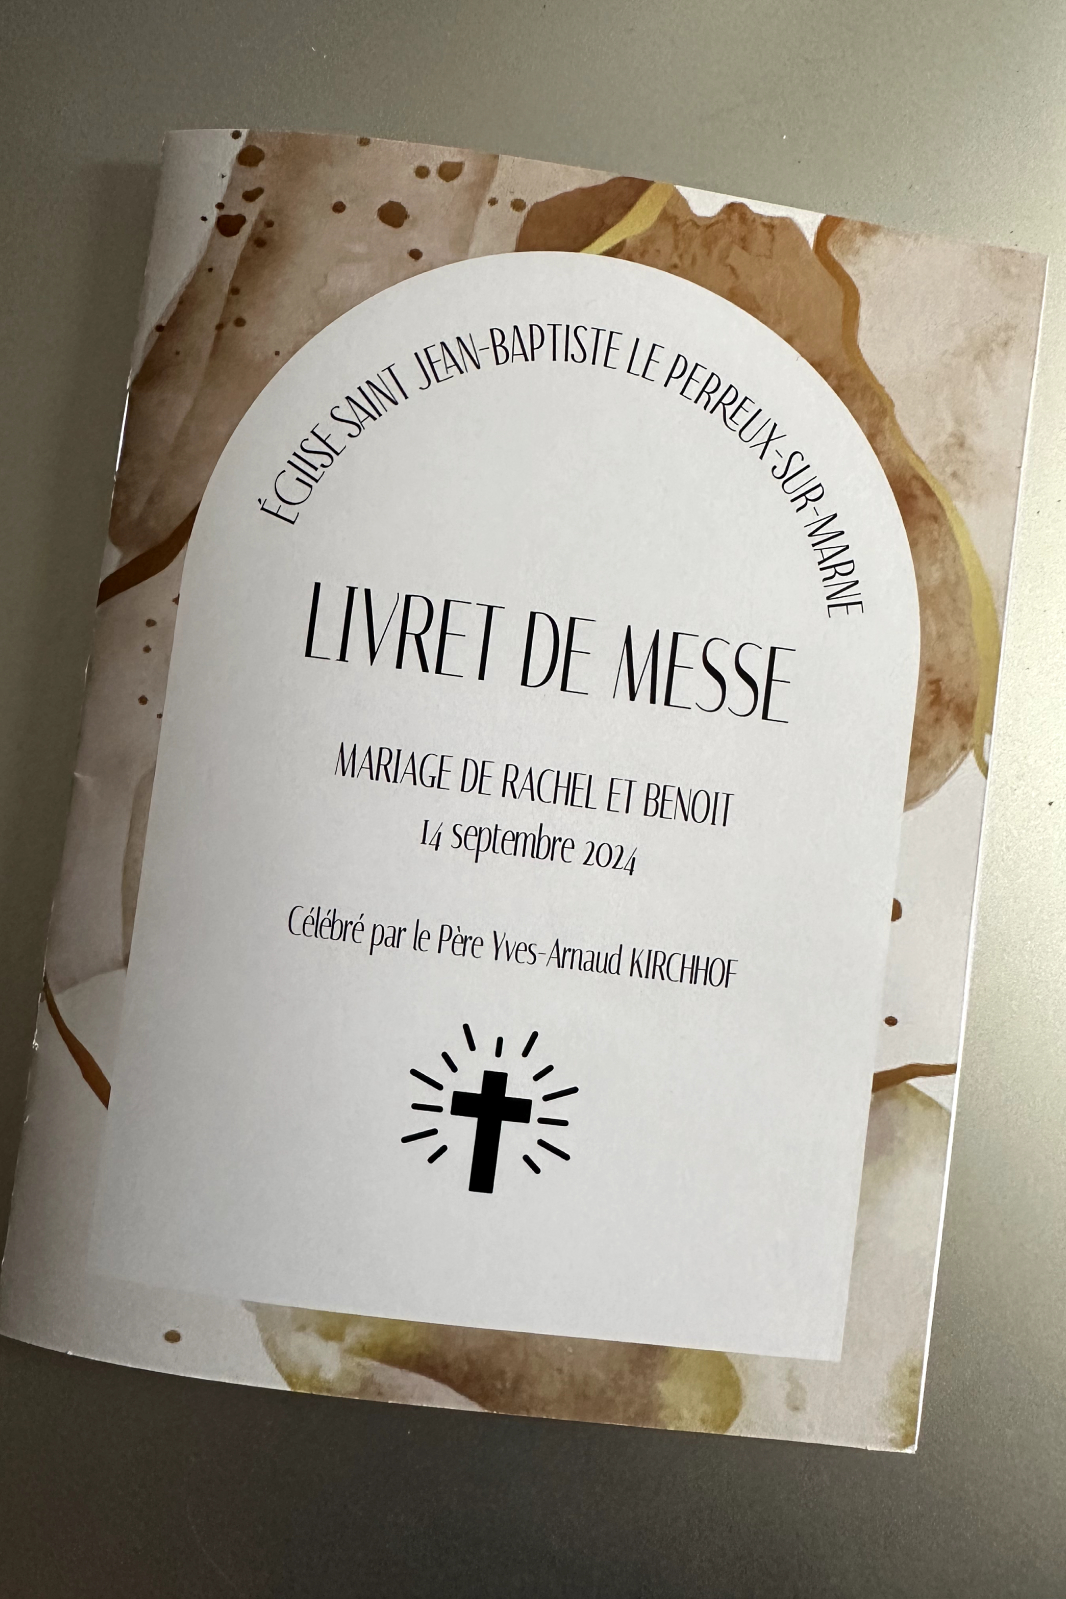 ÉGLISE SAINT JEAN-BAPTISTE LE PERREUX-SUR-MARNE
LIVRET DE MESSE
MARIAGE DE RACHEL ET BENOIT
14 septembre 2024
Célébré par le Père Yves-Arnaud KIRCHHOF